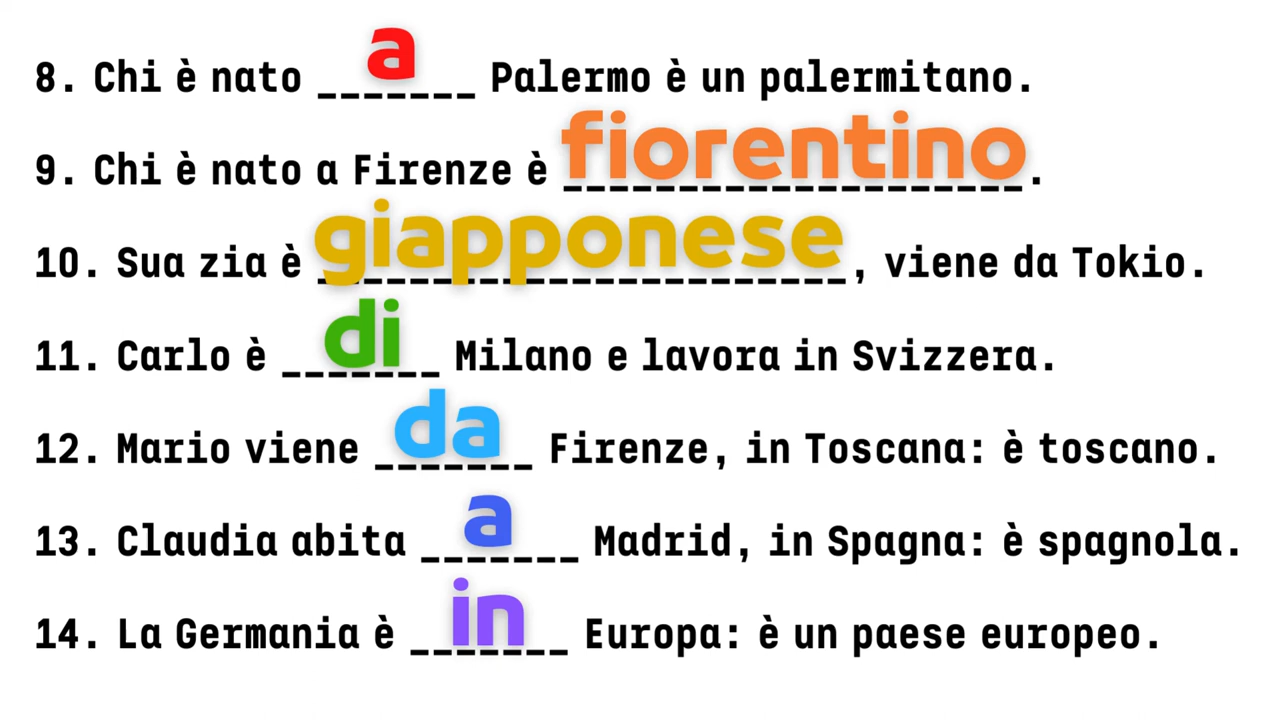 8. Chi è nato a Palermo è un palermitano.
9. Chi è nato a Firenze è fiorentino.
10. Sua zia è giapponese, viene da Tokio.
11. Carlo è di Milano e lavora in Svizzera.
12. Mario viene da Firenze, in Toscana: è toscano.
13. Claudia abita a Madrid, in Spagna: è spagnola.
14. La Germania è in Europa: è un paese europeo.